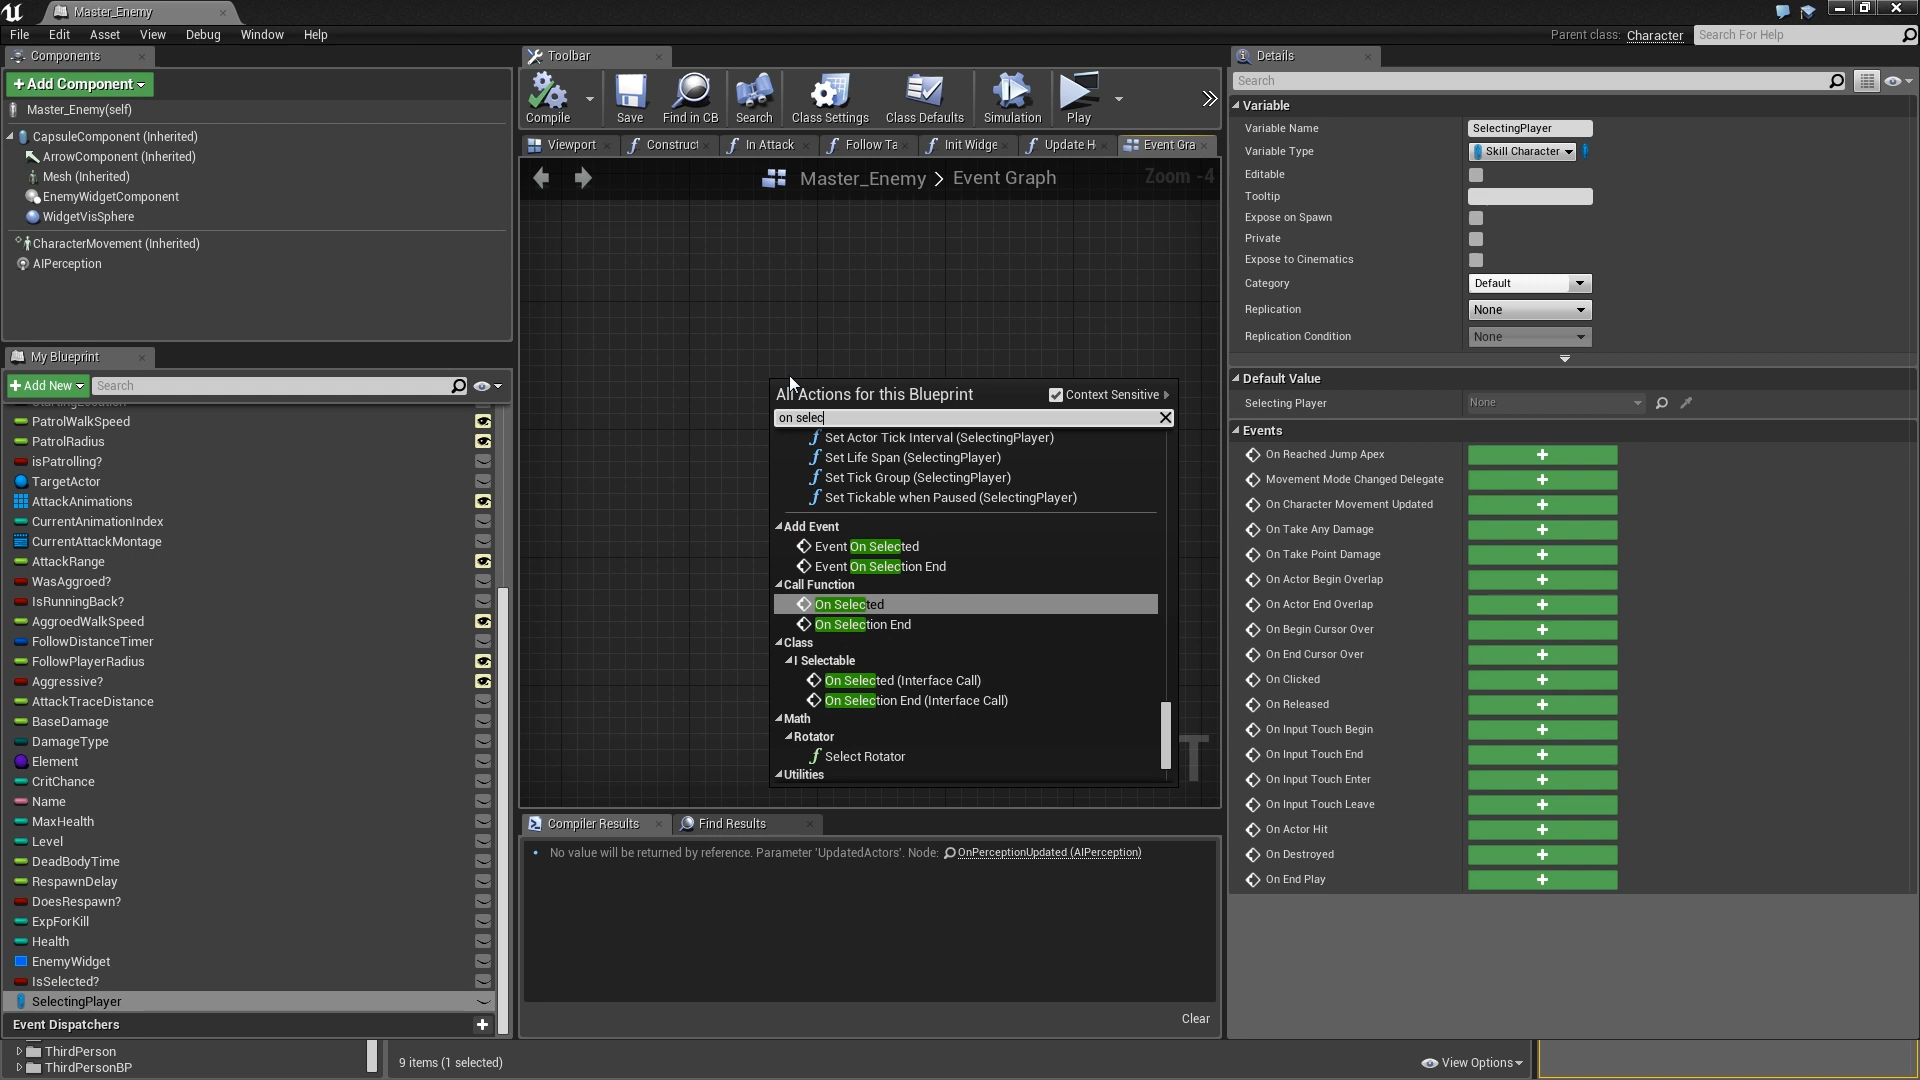 Master_Enemy
File Edit Asset View Debug Window Help
Parent class: Character
Search For Help
Components
+Add Component
Master_Enemy(self)
CapsuleComponent (Inherited)
ArrowComponent (Inherited)
Mesh (Inherited)
EnemyWidgetComponent
WidgetVisSphere
CharacterMovement (Inherited)
AIPerception
My Blueprint
+Add New
Search
PatrolWalkSpeed
PatrolRadius
isPatrolling?
TargetActor
AttackAnimations
CurrentAnimationIndex
CurrentAttackMontage
AttackRange
WasAggroed?
IsRunningBack?
AggroedWalkSpeed
FollowDistanceTimer
FollowPlayerRadius
Aggressive?
AttackTraceDistance
BaseDamage
DamageType
Element
CritChance
Name
MaxHealth
Level
DeadBodyTime
RespawnDelay
DoesRespawn?
ExpForKill
Health
EnemyWidget
IsSelected?
SelectingPlayer
Event Dispatchers
ThirdPerson
ThirdPersonBP
Toolbar
Compile
Save
Find in CB
Search
Class Settings
Class Defaults
Simulation
Play
Viewport
Construct
In Attack
Follow Ta
Init Widge
Update H
Event Gra
Master_Enemy > Event Graph
Zoom -4
All Actions for this Blueprint
Context Sensitive
on selec
Set Actor Tick Interval (SelectingPlayer)
Set Life Span (SelectingPlayer)
Set Tick Group (SelectingPlayer)
Set Tickable when Paused (SelectingPlayer)
Add Event
Event On Selected
Event On Selection End
Call Function
On Selected
On Selection End
Class
I Selectable
On Selected (Interface Call)
On Selection End (Interface Call)
Math
Rotator
Select Rotator
Utilities
Compiler Results
Find Results
No value will be returned by reference. Parameter 'UpdatedActors'. Node: OnPerceptionUpdated (AIPerception)
Clear
9 items (1 selected)
View Options
Details
Search
Variable
Variable Name
SelectingPlayer
Variable Type
Skill Character
Editable
Tooltip
Expose on Spawn
Private
Expose to Cinematics
Category
Default
Replication
None
Replication Condition
None
Default Value
Selecting Player
None
Events
On Reached Jump Apex
Movement Mode Changed Delegate
On Character Movement Updated
On Take Any Damage
On Take Point Damage
On Actor Begin Overlap
On Actor End Overlap
On Begin Cursor Over
On End Cursor Over
On Clicked
On Released
On Input Touch Begin
On Input Touch End
On Input Touch Enter
On Input Touch Leave
On Actor Hit
On Destroyed
On End Play